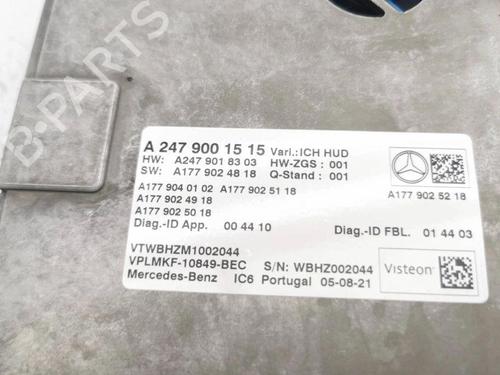 B-PARTS
A 247 900 15 15 Vari.: ICH HUD
HW: A247 901 83 03 HW-ZGS : 001
SW: A177 902 48 18 Q-Stand : 001
A177 904 01 02 A177 902 51 18
A177 902 49 18
A177 902 50 18
A177 902 52 18
Diag.-ID App. 00 44 10 Diag.-ID FBL. 01 44 03
VTWBHZM1002044
VPLMKF-10849-BEC S/N: WBHZ002044
Mercedes-Benz IC6 Portugal 05-08-21
Visteon